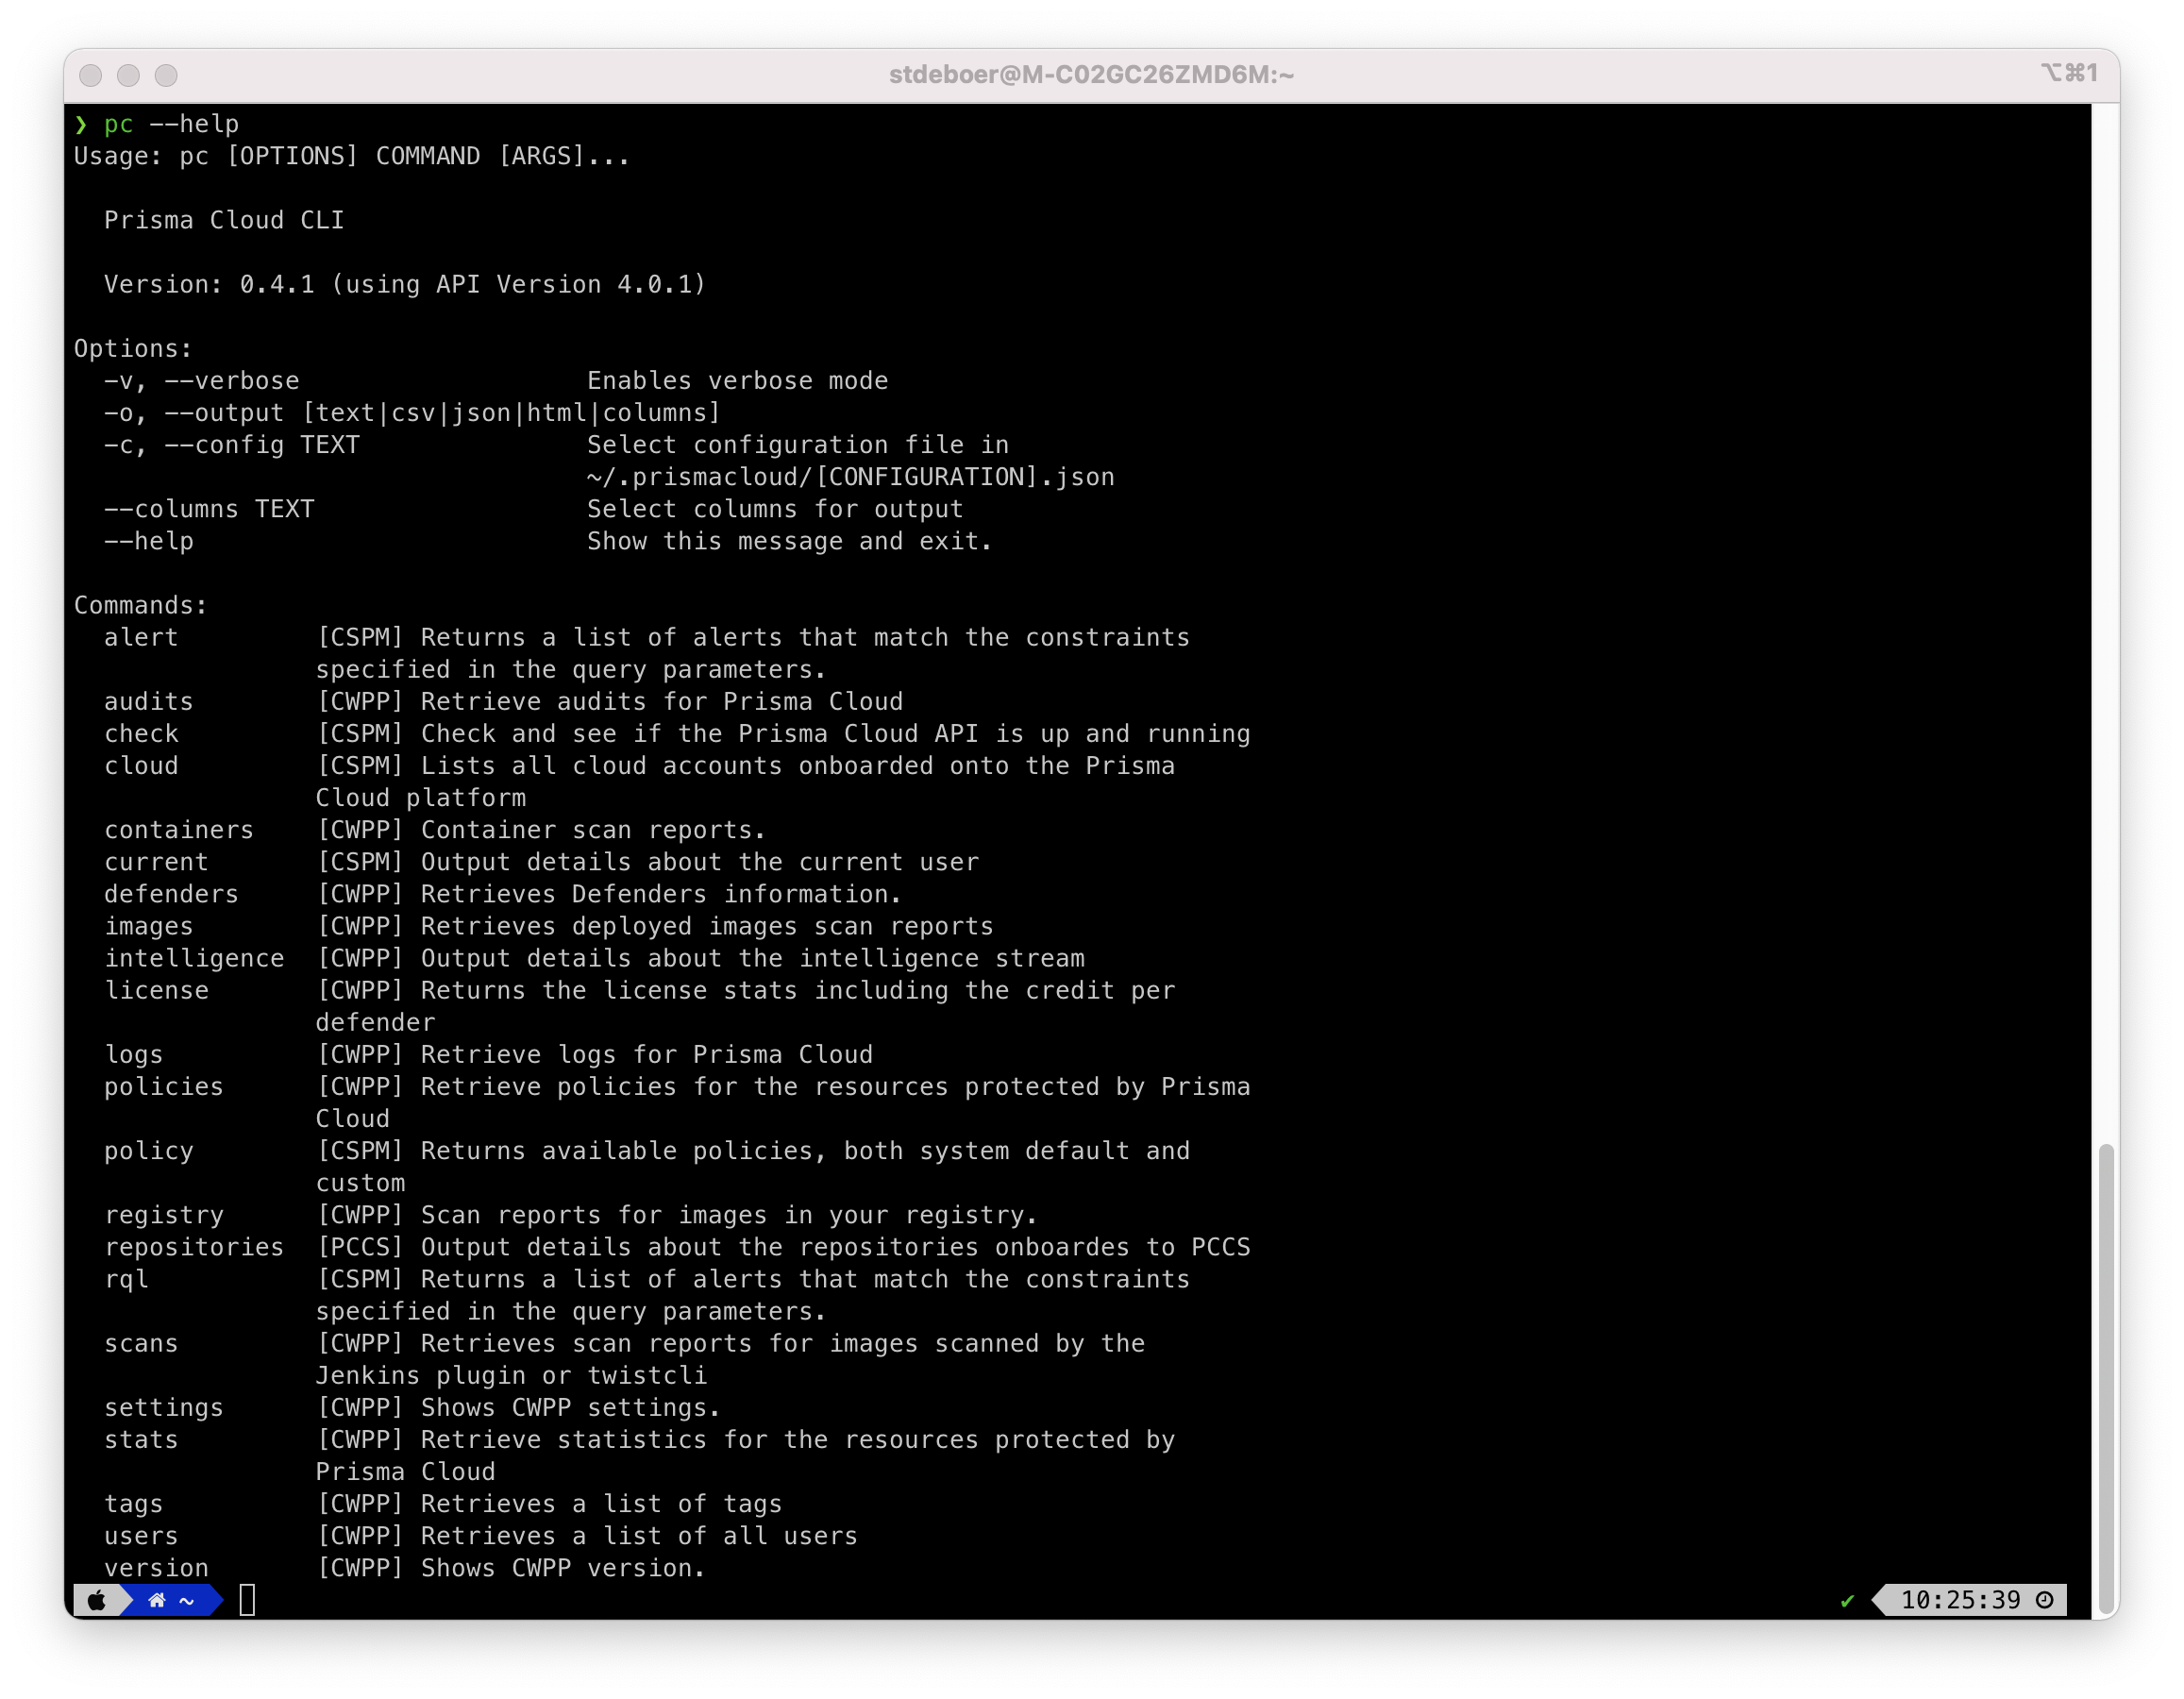 stdeboer@M-C02GC26ZMD6M:~ ⌥⌘1
❯ pc --help
Usage: pc [OPTIONS] COMMAND [ARGS]...
Prisma Cloud CLI
Version: 0.4.1 (using API Version 4.0.1)
Options:
-v, --verbose Enables verbose mode
-o, --output [text|csv|json|html|columns]
-c, --config TEXT Select configuration file in
~/.prismacloud/[CONFIGURATION].json
--columns TEXT Select columns for output
--help Show this message and exit.
Commands:
alert [CSPM] Returns a list of alerts that match the constraints
specified in the query parameters.
audits [CWPP] Retrieve audits for Prisma Cloud
check [CSPM] Check and see if the Prisma Cloud API is up and running
cloud [CSPM] Lists all cloud accounts onboarded onto the Prisma
Cloud platform
containers [CWPP] Container scan reports.
current [CSPM] Output details about the current user
defenders [CWPP] Retrieves Defenders information.
images [CWPP] Retrieves deployed images scan reports
intelligence [CWPP] Output details about the intelligence stream
license [CWPP] Returns the license stats including the credit per
defender
logs [CWPP] Retrieve logs for Prisma Cloud
policies [CWPP] Retrieve policies for the resources protected by Prisma
Cloud
policy [CSPM] Returns available policies, both system default and
custom
registry [CWPP] Scan reports for images in your registry.
repositories [PCCS] Output details about the repositories onboardes to PCCS
rql [CSPM] Returns a list of alerts that match the constraints
specified in the query parameters.
scans [CWPP] Retrieves scan reports for images scanned by the
Jenkins plugin or twistcli
settings [CWPP] Shows CWPP settings.
stats [CWPP] Retrieve statistics for the resources protected by
Prisma Cloud
tags [CWPP] Retrieves a list of tags
users [CWPP] Retrieves a list of all users
version [CWPP] Shows CWPP version.
~ ✔ 10:25:39